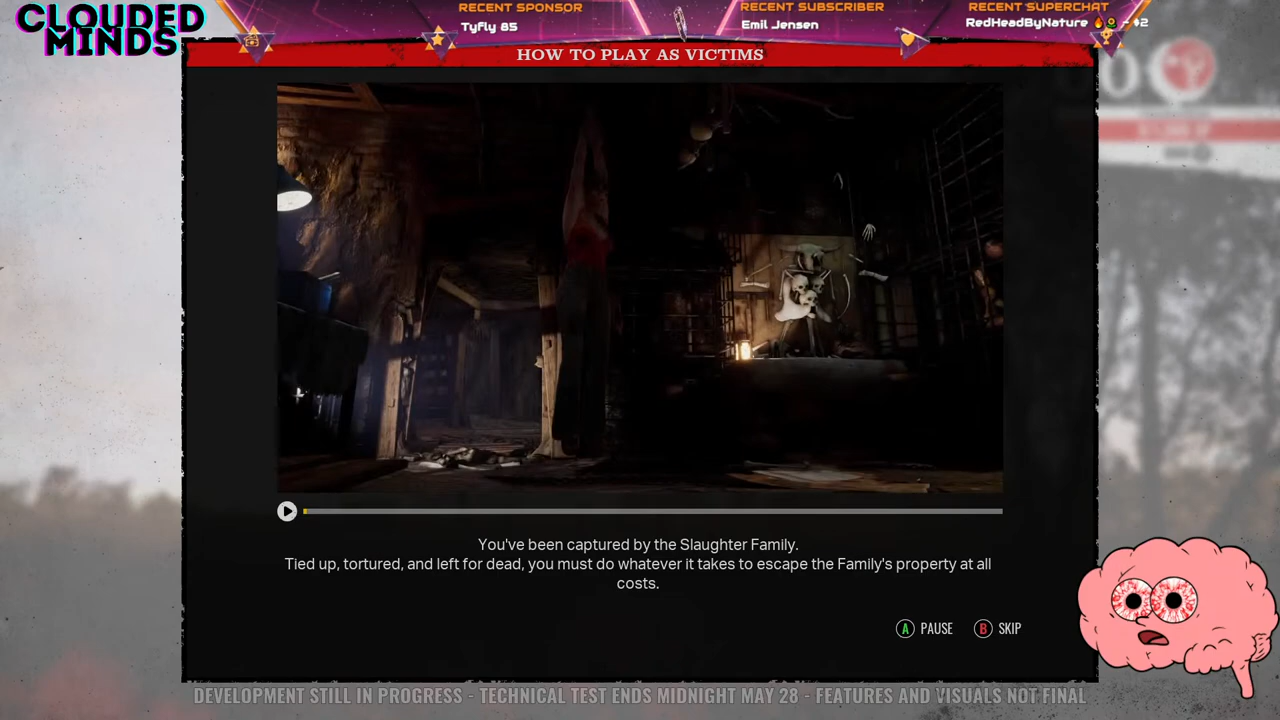 CLOUDED
MINDS
RECENT SPONSOR
Tyfly 85
RECENT SUBSCRIBER
Emil Jensen
RECENT SUPERCHAT
RedHeadByNature 🔥🌻 - $2
HOW TO PLAY AS VICTIMS
You've been captured by the Slaughter Family.
Tied up, tortured, and left for dead, you must do whatever it takes to escape the Family's property at all
costs.
A PAUSE B SKIP
DEVELOPMENT STILL IN PROGRESS - TECHNICAL TEST ENDS MIDNIGHT MAY 28 - FEATURES AND VISUALS NOT FINAL